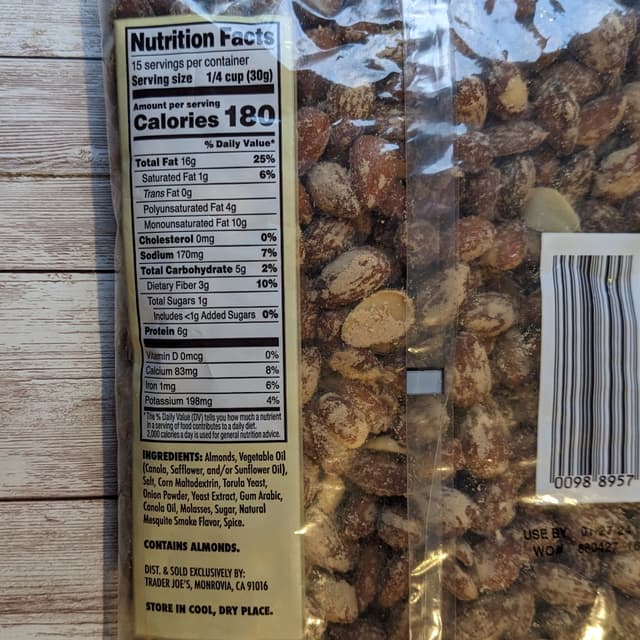 Nutrition Facts
15 servings per container
Serving size 1/4 cup (30g)
Amount per serving
Calories 180
% Daily Value*
Total Fat 16g 25%
Saturated Fat 1g 6%
Trans Fat 0g
Polyunsaturated Fat 4g
Monounsaturated Fat 10g
Cholesterol 0mg 0%
Sodium 170mg 7%
Total Carbohydrate 5g 2%
Dietary Fiber 3g 10%
Total Sugars 1g
Includes <1g Added Sugars 0%
Protein 6g
Vitamin D 0mcg 0%
Calcium 83mg 8%
Iron 1mg 6%
Potassium 198mg 4%
*The % Daily Value (DV) tells you how much a nutrient
in a serving of food contributes to a daily diet.
2,000 calories a day is used for general nutrition advice.
INGREDIENTS: Almonds, Vegetable Oil
(Canola, Safflower, and/or Sunflower Oil),
Salt, Corn Maltodextrin, Torula Yeast,
Onion Powder, Yeast Extract, Gum Arabic,
Canola Oil, Molasses, Sugar, Natural
Mesquite Smoke Flavor, Spice.
CONTAINS ALMONDS.
DIST. & SOLD EXCLUSIVELY BY:
TRADER JOE'S, MONROVIA, CA 91016
STORE IN COOL, DRY PLACE.
0098 8957
USE BY
WO#